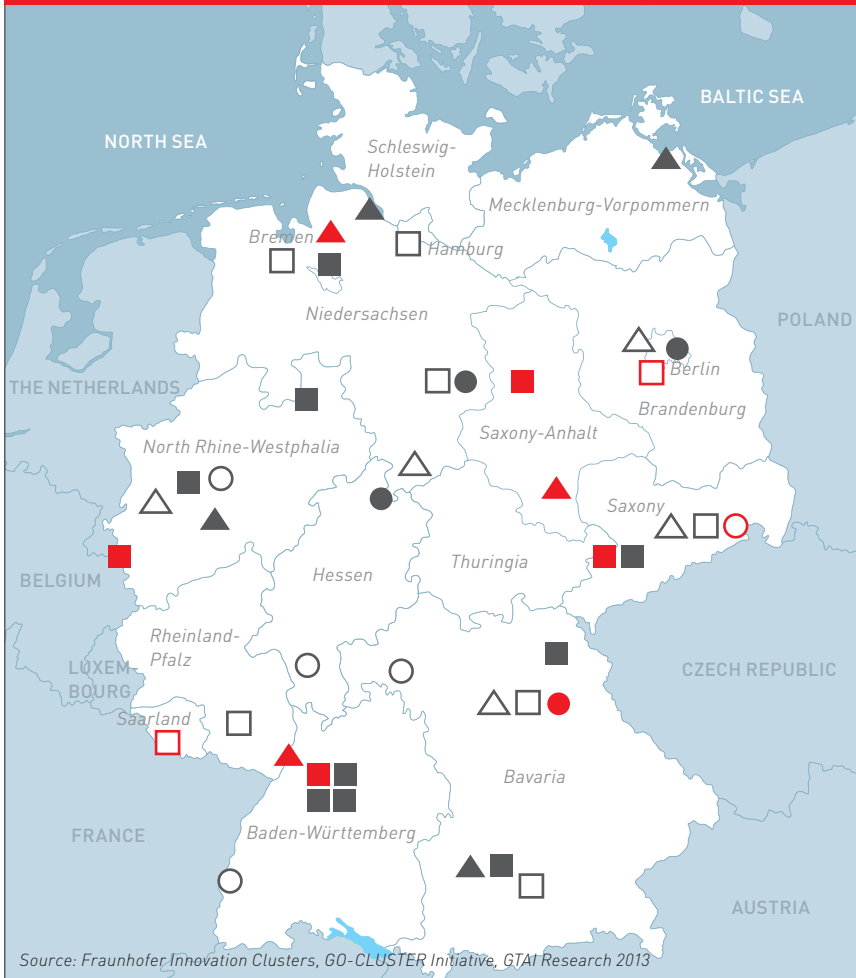 BALTIC SEA
NORTH SEA
Schleswig-
Holstein
Mecklenburg-Vorpommern
Bremen
Hamburg
Niedersachsen
POLAND
THE NETHERLANDS
Berlin
Brandenburg
Saxony-Anhalt
North Rhine-Westphalia
Saxony
Thuringia
Hessen
BELGIUM
Rheinland-
Pfalz
LUXEM-
BOURG
CZECH REPUBLIC
Saarland
Bavaria
FRANCE
Baden-Württemberg
AUSTRIA
Source: Fraunhofer Innovation Clusters, GO-CLUSTER Initiative, GTAI Research 2013